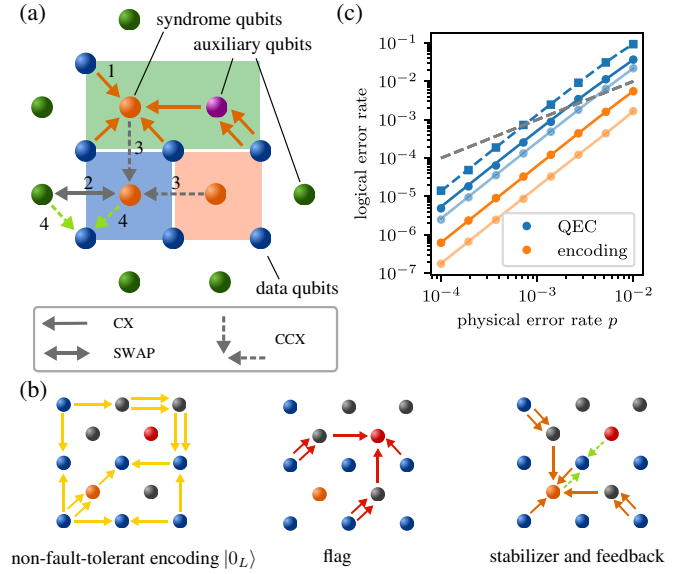 (a)
syndrome qubits
auxiliary qubits
1
3
2
3
4
4
data qubits
CX
SWAP
CCX
(c)
logical error rate
10⁻¹
10⁻²
10⁻³
10⁻⁴
10⁻⁵
10⁻⁶
10⁻⁷
QEC
encoding
10⁻⁴
10⁻³
10⁻²
physical error rate p
(b)
non-fault-tolerant encoding |0_L⟩
flag
stabilizer and feedback